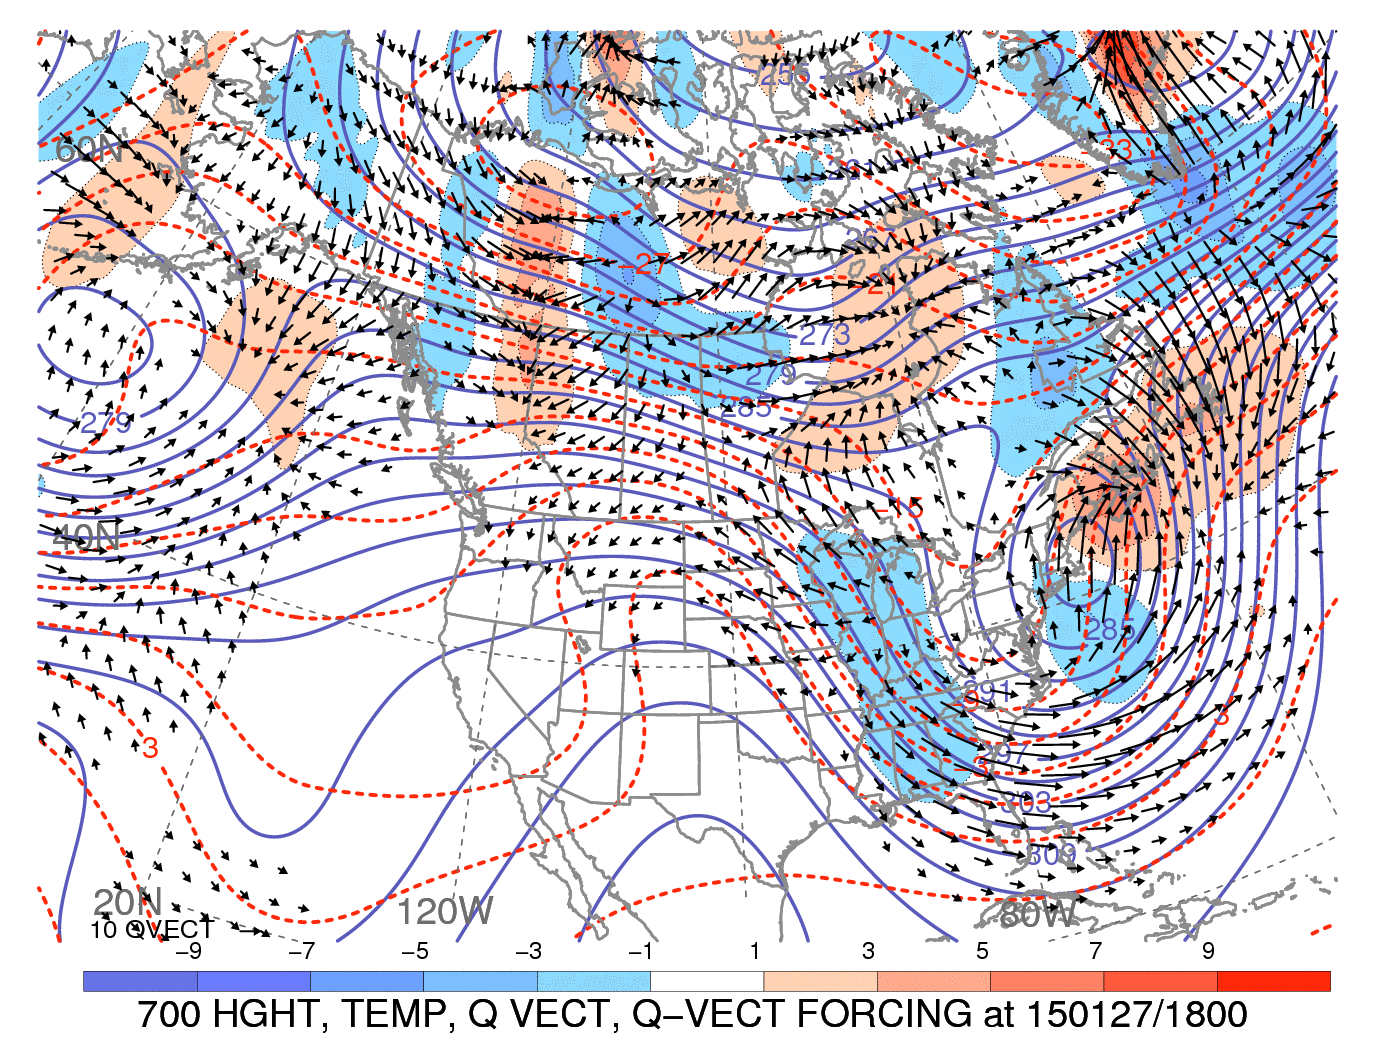 60N
33
-27
273
279
285
279
40N
-15
285
291
3
3
297
303
309
20N
120W
80W
10 QVECT
-9 -7 -5 -3 -1 1 3 5 7 9
700 HGHT, TEMP, Q VECT, Q-VECT FORCING at 150127/1800